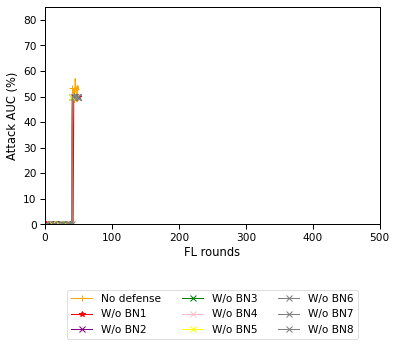 80
70
60
50
40
30
20
10
0
Attack AUC (%)
0 100 200 300 400 500
FL rounds
No defense W/o BN3 W/o BN6
W/o BN1 W/o BN4 W/o BN7
W/o BN2 W/o BN5 W/o BN8